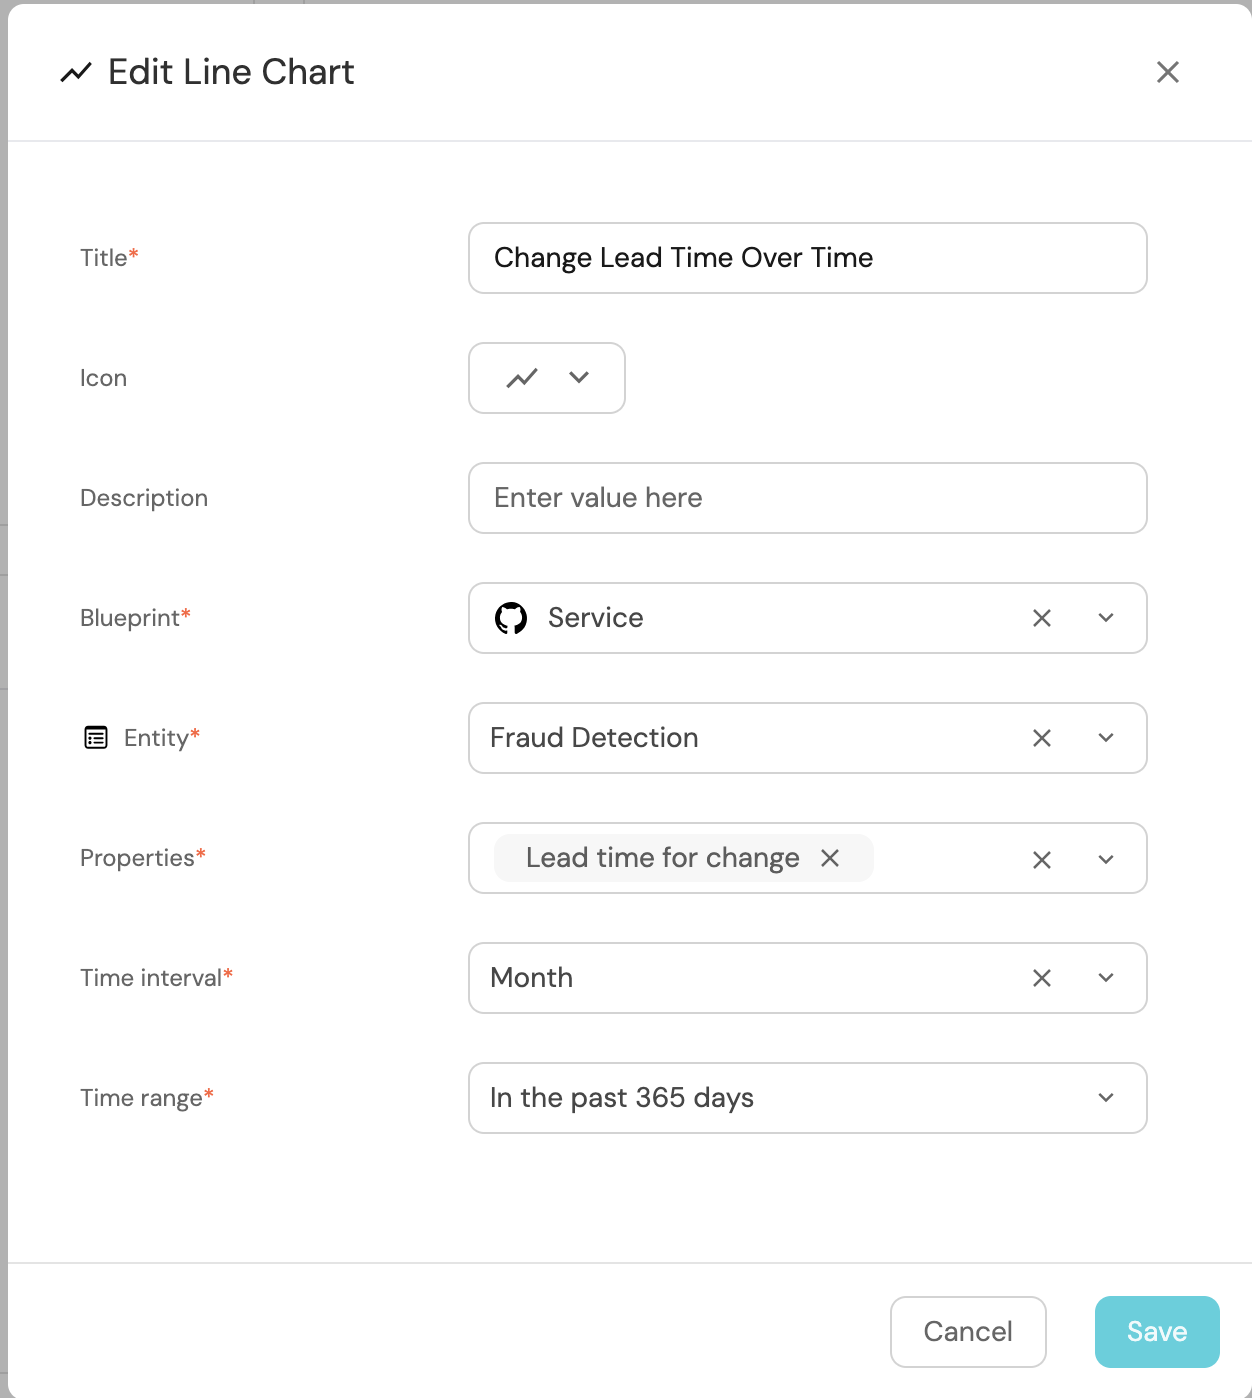 Edit Line Chart
Title*
Change Lead Time Over Time
Icon
Description
Enter value here
Blueprint*
Service
Entity*
Fraud Detection
Properties*
Lead time for change
Time interval*
Month
Time range*
In the past 365 days
Cancel
Save